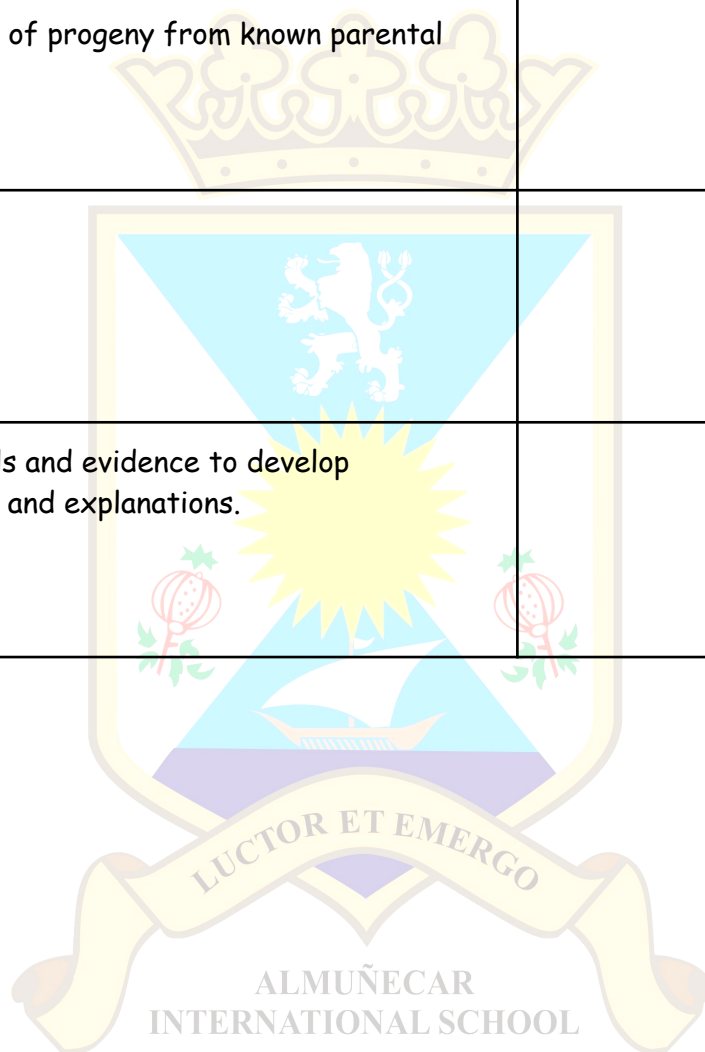 of progeny from known parental
and evidence to develop
and explanations.
LUCTOR ET EMERGO
ALMUÑECAR
INTERNATIONAL SCHOOL